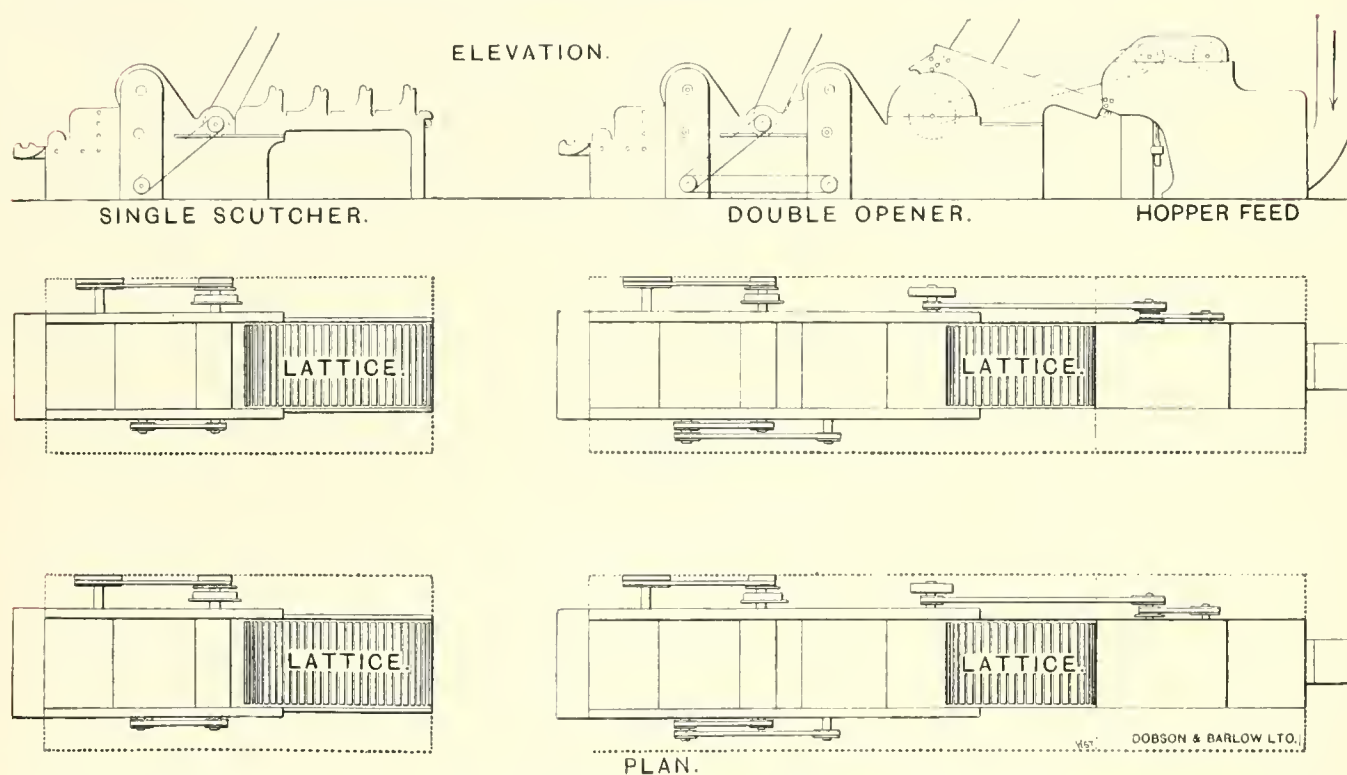 ELEVATION.
SINGLE SCUTCHER.
DOUBLE OPENER.
HOPPER FEED
LATTICE.
LATTICE.
LATTICE.
LATTICE.
DOBSON & BARLOW LTD.
PLAN.